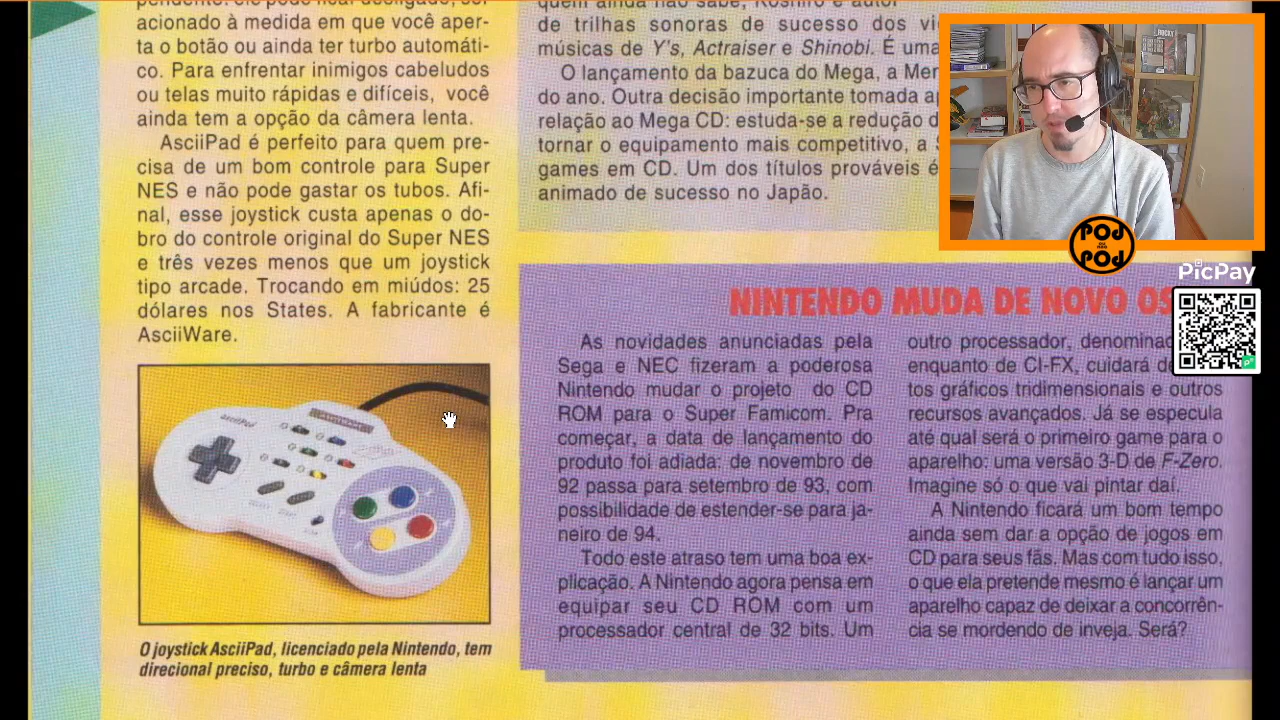 acionado à medida em que você aper-
ta o botão ou ainda ter turbo automáti-
co. Para enfrentar inimigos cabeludos
ou telas muito rápidas e difíceis, você
ainda tem a opção da câmera lenta.
AsciiPad é perfeito para quem pre-
cisa de um bom controle para Super
NES e não pode gastar os tubos. Afi-
nal, esse joystick custa apenas o do-
bro do controle original do Super NES
e três vezes menos que um joystick
tipo arcade. Trocando em miúdos: 25
dólares nos States. A fabricante é
AsciiWare.
asciiPad
O joystick AsciiPad, licenciado pela Nintendo, tem
direcional preciso, turbo e câmera lenta
quem ainda não sabe, Koshiro é autor
de trilhas sonoras de sucesso dos
músicas de Y's, Actraiser e Shinobi. É uma
O lançamento da bazuca do Mega, a
do ano. Outra decisão importante tomada
relação ao Mega CD: estuda-se a redução
tornar o equipamento mais competitivo, a
games em CD. Um dos títulos prováveis é
animado de sucesso no Japão.
NINTENDO MUDA DE NOVO OS
As novidades anunciadas pela
Sega e NEC fizeram a poderosa
Nintendo mudar o projeto do CD
ROM para o Super Famicom. Pra
começar, a data de lançamento do
produto foi adiada: de novembro de
92 passa para setembro de 93, com
possibilidade de estender-se para ja-
neiro de 94.
Todo este atraso tem uma boa ex-
plicação. A Nintendo agora pensa em
equipar seu CD ROM com um
processador central de 32 bits. Um
outro processador,
enquanto de CI-FX, cuidará
tos gráficos tridimensionais e outros
recursos avançados. Já se especula
até qual será o primeiro game para o
aparelho: uma versão 3-D de F-Zero.
Imagine só o que vai pintar daí.
A Nintendo ficará um bom tempo
ainda sem dar a opção de jogos em
CD para seus fãs. Mas com tudo isso,
o que ela pretende mesmo é lançar um
aparelho capaz de deixar a concorrên-
cia se mordendo de inveja. Será?
POD
POD
PicPay